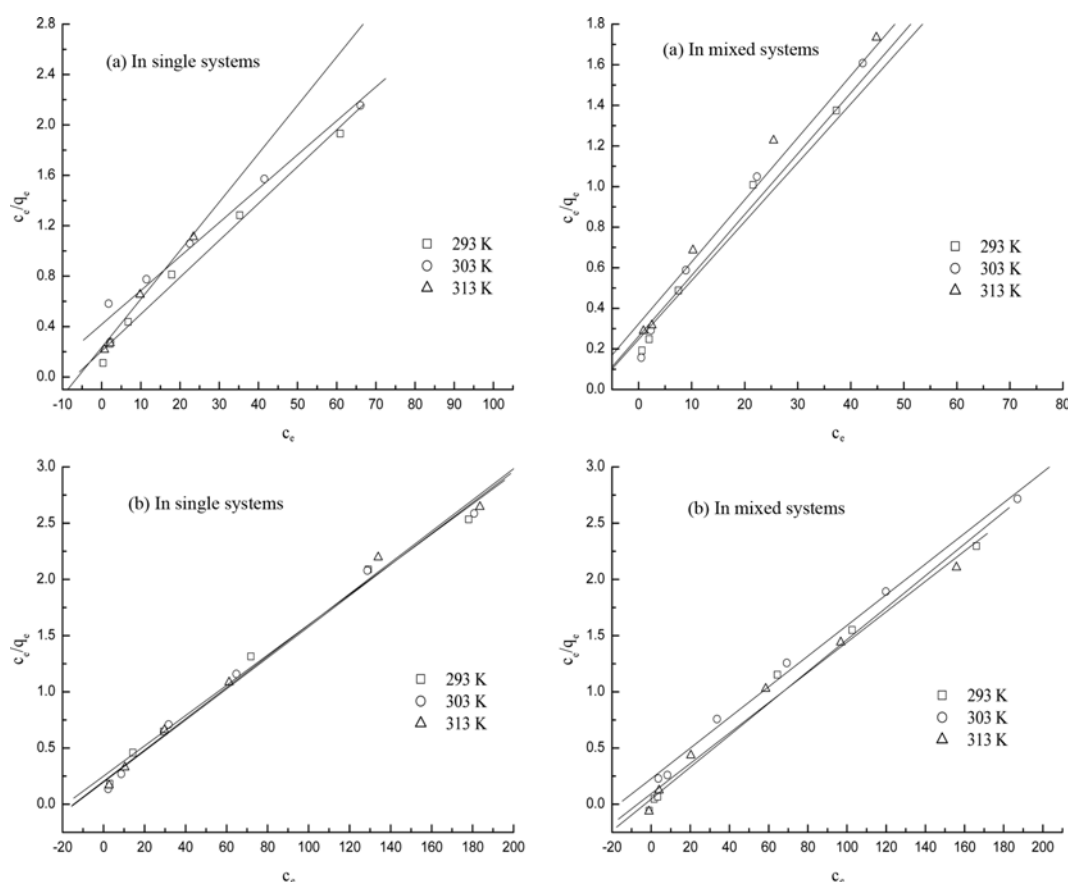 2.8
2.4
2.0
1.6
1.2
0.8
0.4
0.0
-10 0 10 20 30 40 50 60 70 80 90 100
c_e/q_e
c_e
(a) In single systems
293 K
303 K
313 K
1.8
1.6
1.4
1.2
1.0
0.8
0.6
0.4
0.2
0.0
0 10 20 30 40 50 60 70 80
c_e/q_e
c_e
(a) In mixed systems
293 K
303 K
313 K
3.0
2.5
2.0
1.5
1.0
0.5
0.0
-20 0 20 40 60 80 100 120 140 160 180 200
c_e/q_e
c_e
(b) In single systems
293 K
303 K
313 K
3.0
2.5
2.0
1.5
1.0
0.5
0.0
-20 0 20 40 60 80 100 120 140 160 180 200
c_e/q_e
c_e
(b) In mixed systems
293 K
303 K
313 K